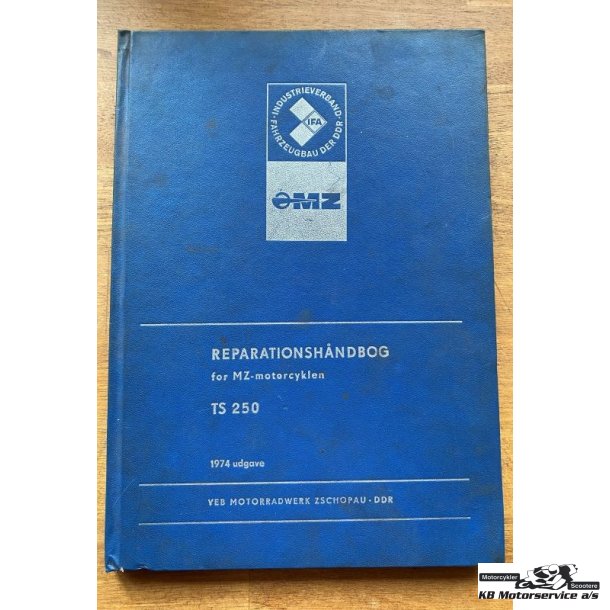 INDUSTRIEVERBAND
FAHRZEUGBAU DER DDR
IFA
MZ
REPARATIONSHÅNDBOG
for MZ-motorcyklen
TS 250
1974 udgave
VEB MOTORRADWERK ZSCHOPAU - DDR
Motorcykler
Scootere
KB Motorservice a/s